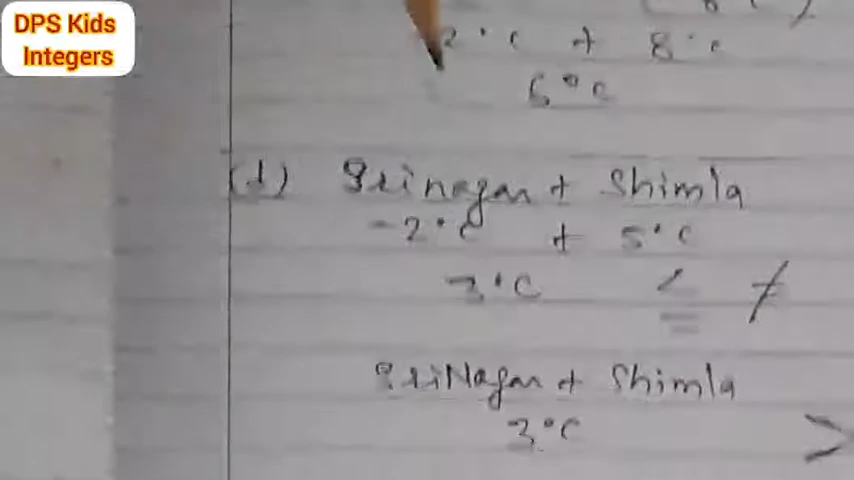 DPS Kids
Integers
2°C + 8°C
6°C
(d) Srinagar + Shimla
-2°C + 5°C
3°C < = ≠
SriNagar + Shimla
3°C >